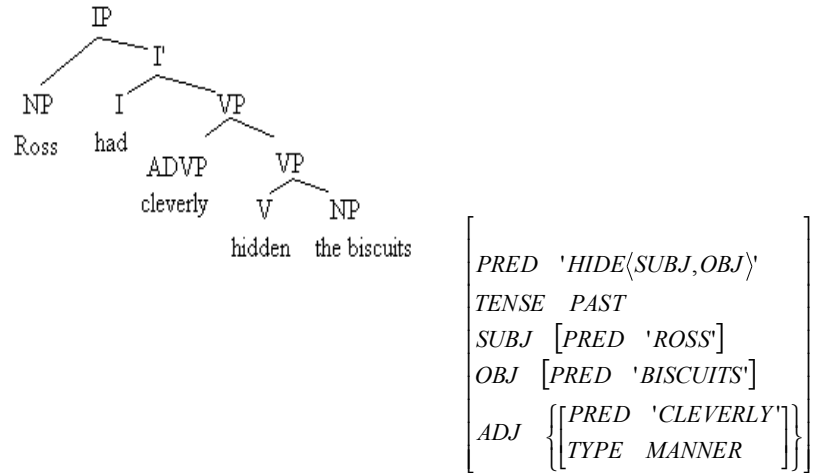 IP
I'
NP I VP
Ross had
ADVP VP
cleverly V NP
hidden the biscuits
PRED 'HIDE⟨SUBJ,OBJ⟩'
TENSE PAST
SUBJ [PRED 'ROSS']
OBJ [PRED 'BISCUITS']
ADJ {[PRED 'CLEVERLY'
TYPE MANNER]}